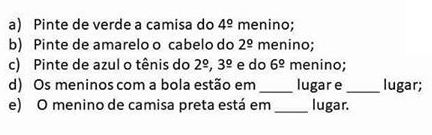 a) Pinte de verde a camisa do 4º menino;
b) Pinte de amarelo o cabelo do 2º menino;
c) Pinte de azul o tênis do 2º, 3º e do 6º menino;
d) Os meninos com a bola estão em _____ lugar e _____ lugar;
e) O menino de camisa preta está em _____ lugar.